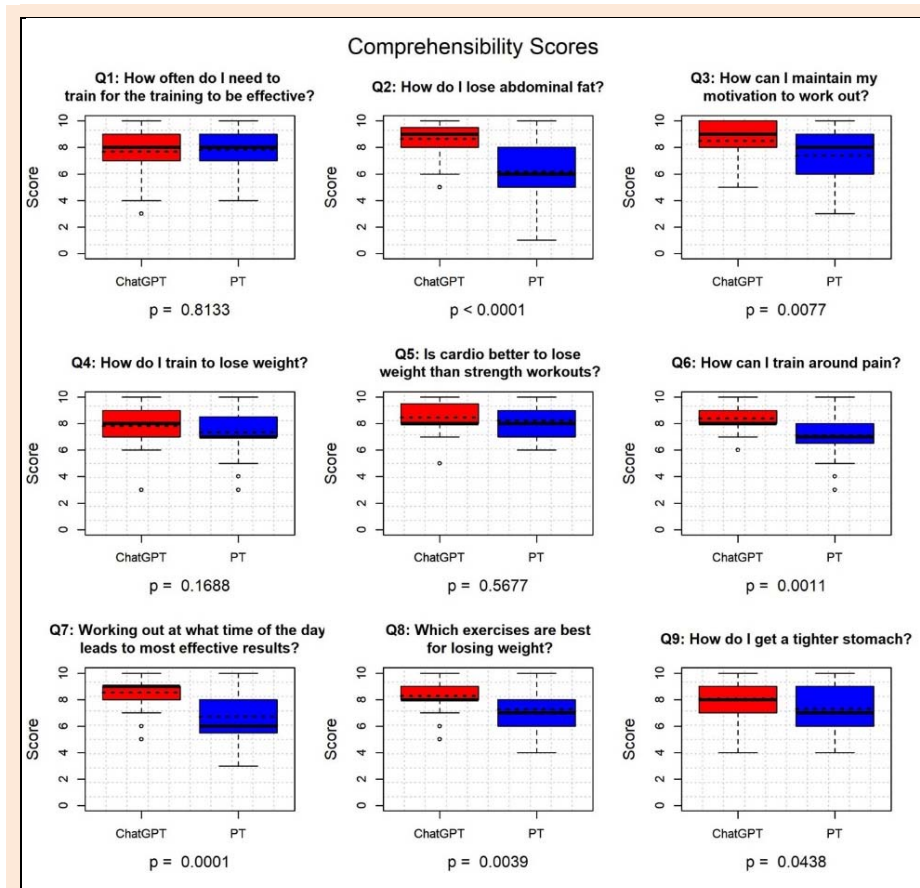 Comprehensibility Scores
Q1: How often do I need to
train for the training to be effective?
Score
0
2
4
6
8
10
ChatGPT
PT
p = 0.8133
Q2: How do I lose abdominal fat?
Score
0
2
4
6
8
10
ChatGPT
PT
p < 0.0001
Q3: How can I maintain my
motivation to work out?
Score
0
2
4
6
8
10
ChatGPT
PT
p = 0.0077
Q4: How do I train to lose weight?
Score
0
2
4
6
8
10
ChatGPT
PT
p = 0.1688
Q5: Is cardio better to lose
weight than strength workouts?
Score
0
2
4
6
8
10
ChatGPT
PT
p = 0.5677
Q6: How can I train around pain?
Score
0
2
4
6
8
10
ChatGPT
PT
p = 0.0011
Q7: Working out at what time of the day
leads to most effective results?
Score
0
2
4
6
8
10
ChatGPT
PT
p = 0.0001
Q8: Which exercises are best
for losing weight?
Score
0
2
4
6
8
10
ChatGPT
PT
p = 0.0039
Q9: How do I get a tighter stomach?
Score
0
2
4
6
8
10
ChatGPT
PT
p = 0.0438